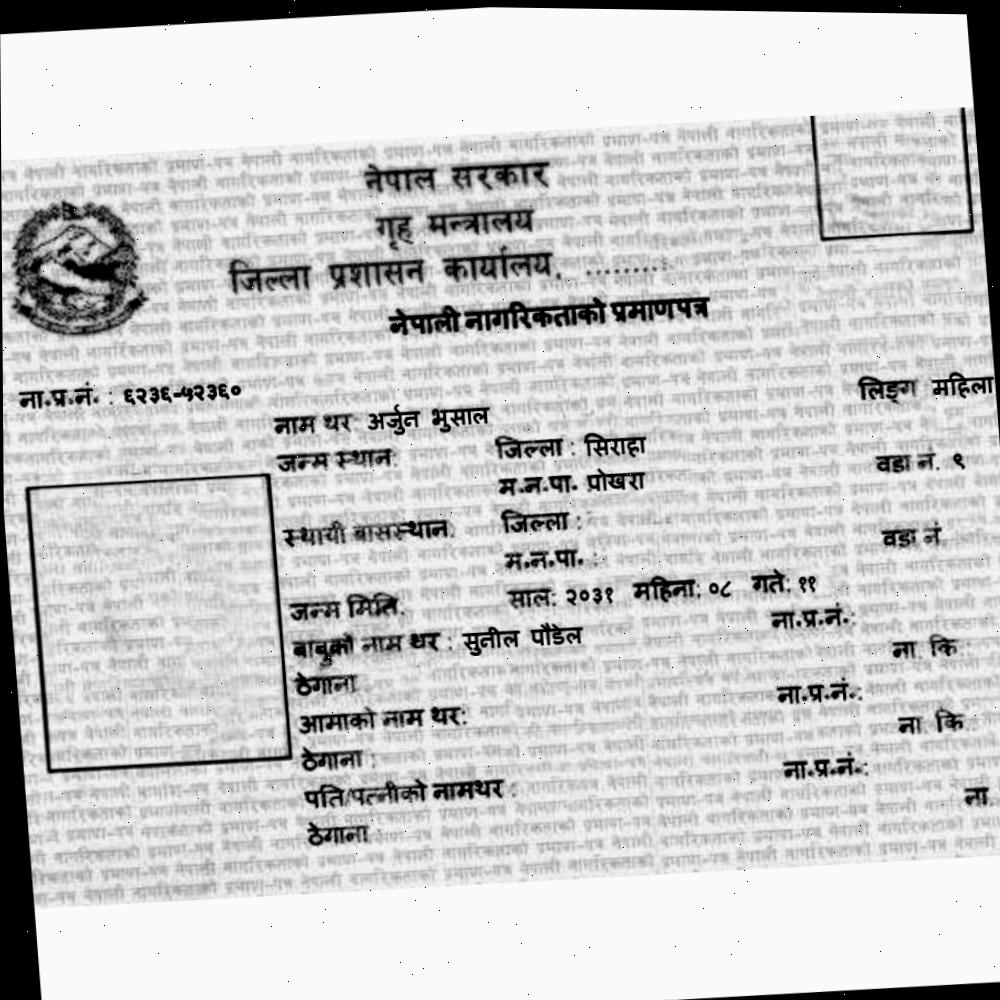 नेपाल सरकार
गृह मन्त्रालय
जिल्ला प्रशासन कार्यालय, .........
नेपाली नागरिकताको प्रमाणपत्र
ना.प्र.नं. : ६२३६-५२३६०
लिङ्ग महिला
नाम थर अर्जुन भुसाल
जन्म स्थान: जिल्ला : सिराहा
म.न.पा. प्रोखरा वडा नं. ९
स्थायी बासस्थान: जिल्ला :
म.न.पा. : वडा नं
जन्म मिति: साल: २०३१ महिना: ०८ गते: ११
बाबुको नाम थर : सुनील पौडेल ना.प्र.नं.:
ठेगाना ना. कि :
आमाको नाम थर: ना.प्र.नं.:
ठेगाना : ना कि
पति/पत्नीको नामथर : ना.प्र.नं.:
ठेगाना : ना.